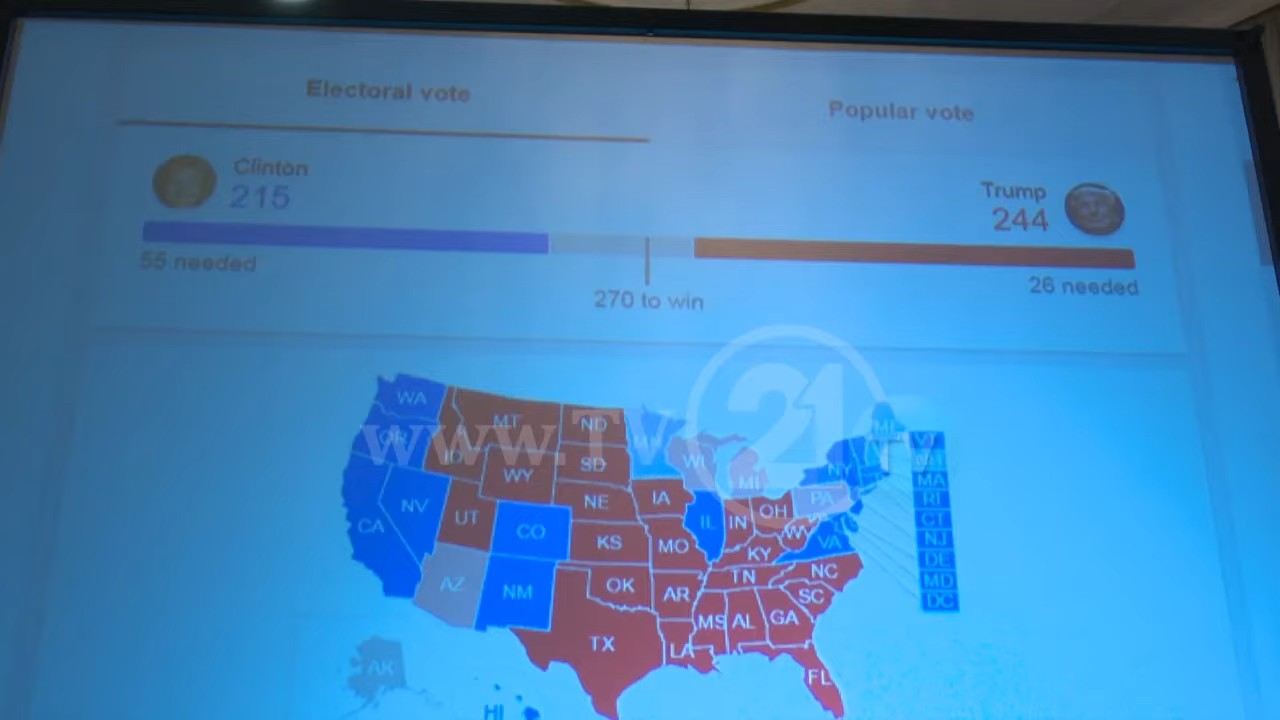 Electoral vote
Popular vote
Clinton
215
Trump
244
55 needed
26 needed
270 to win
www.TV21
WA
MT
ND
MN
ME
VT
OR
ID
SD
WI
NY
WY
MI
MA
NV
NE
IA
PA
RI
CA
UT
CO
IL
IN
OH
CT
KS
MO
WV
VA
NJ
KY
DE
AZ
NM
OK
AR
TN
NC
MD
SC
DC
TX
LA
MS
AL
GA
AK
FL
HI